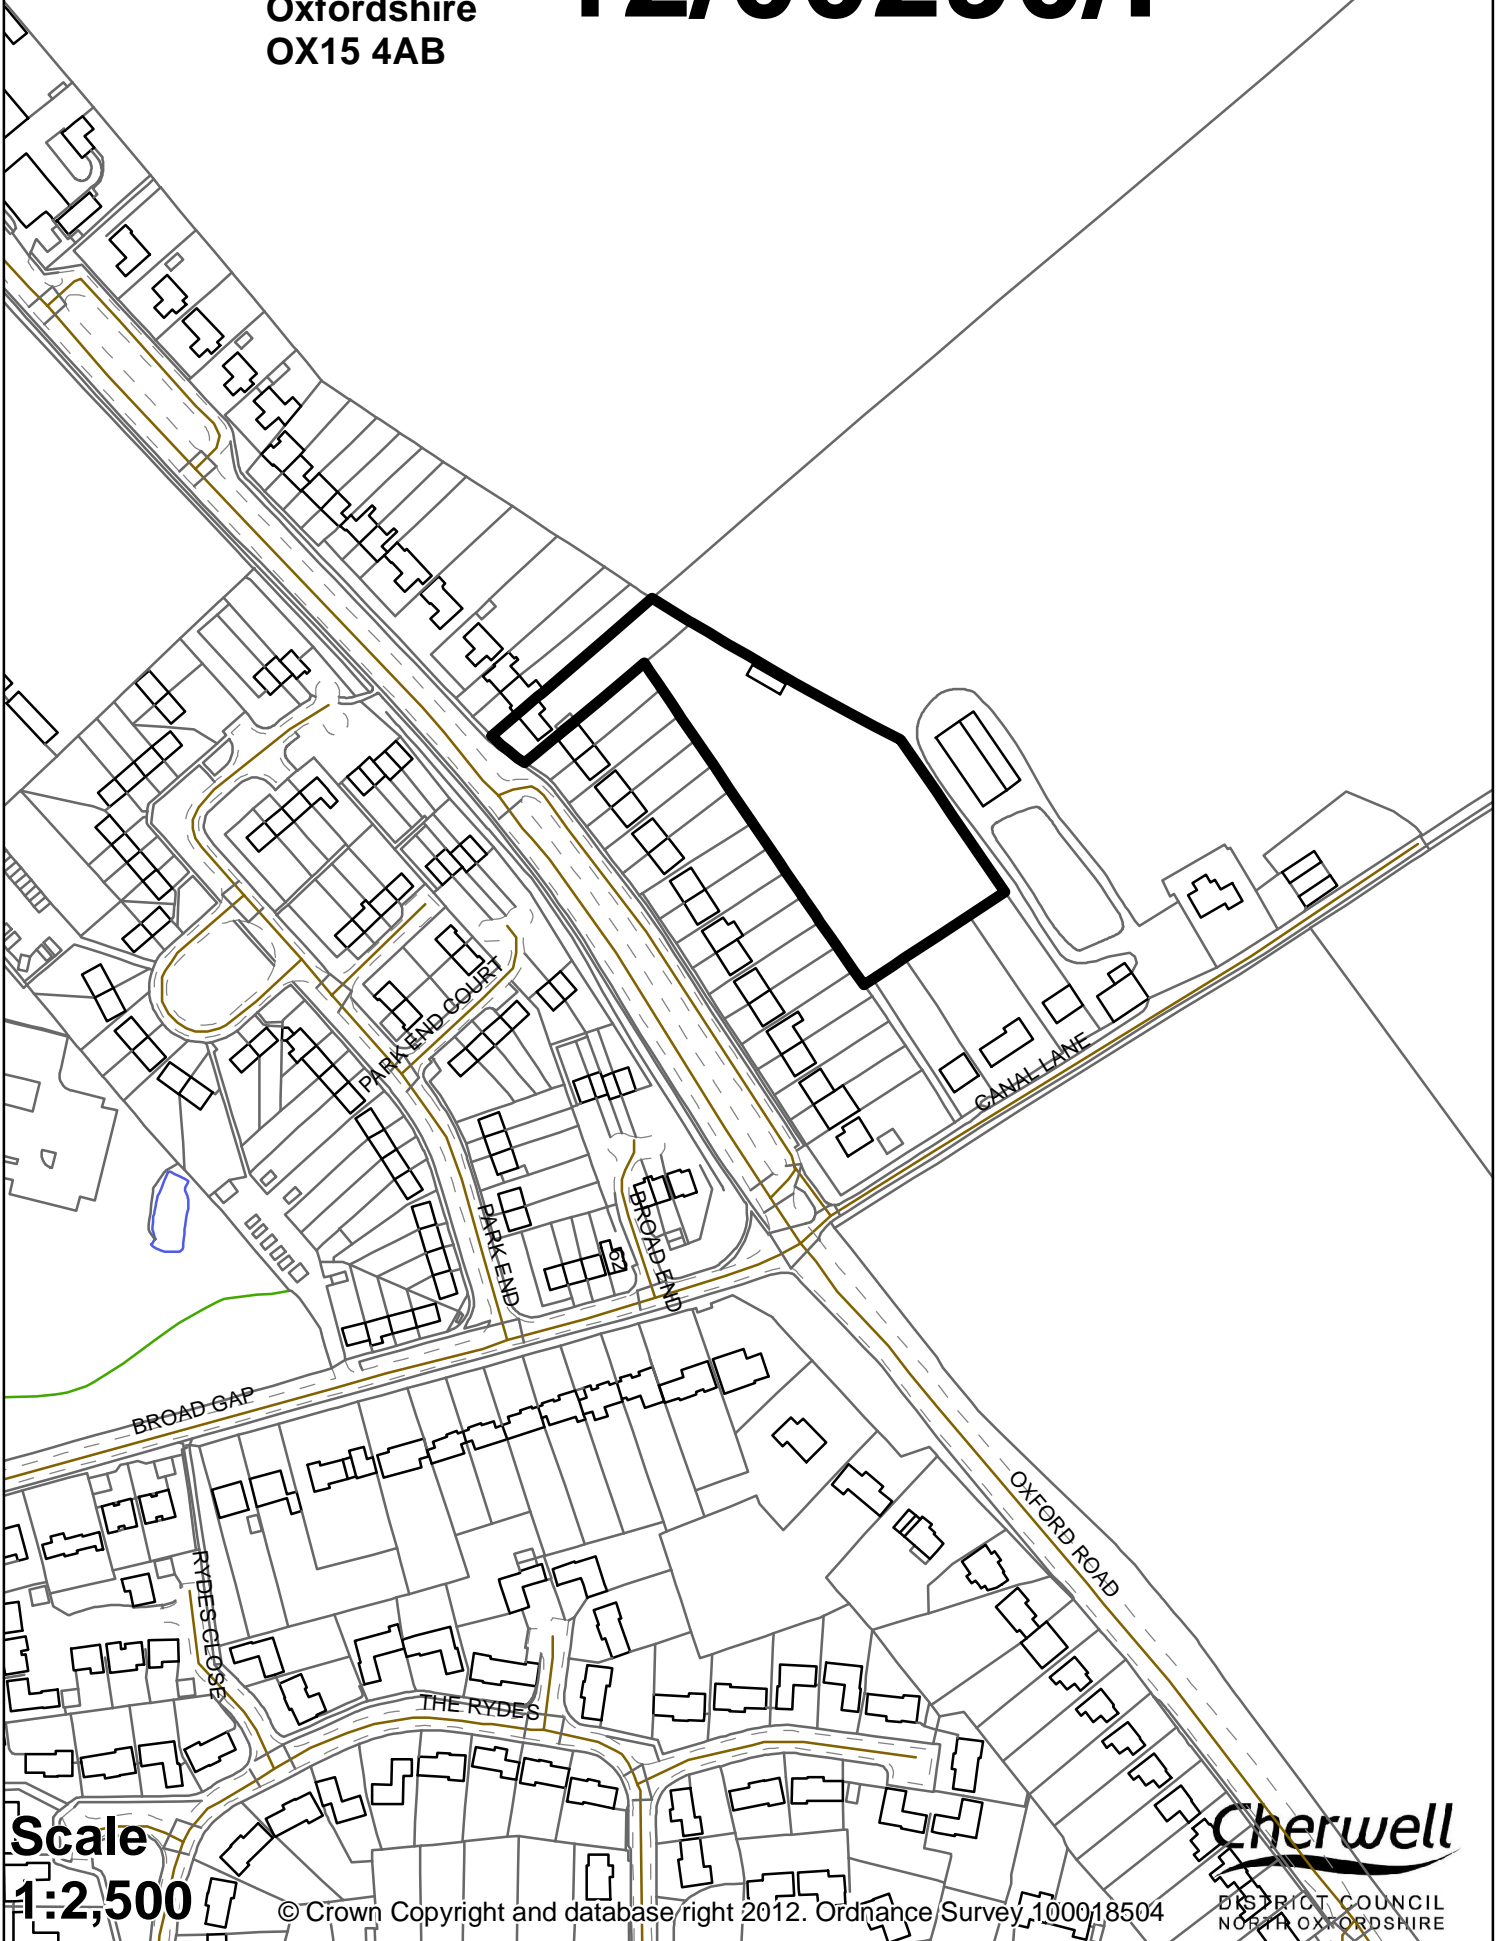 Oxfordshire
OX15 4AB
PARK END COURT
CANAL LANE
PARK END
BROAD END
62
BROAD GAP
OXFORD ROAD
RYDES CLOSE
THE RYDES
Scale
1:2,500
© Crown Copyright and database right 2012. Ordnance Survey 100018504
Cherwell
DISTRICT COUNCIL
NORTH OXFORDSHIRE